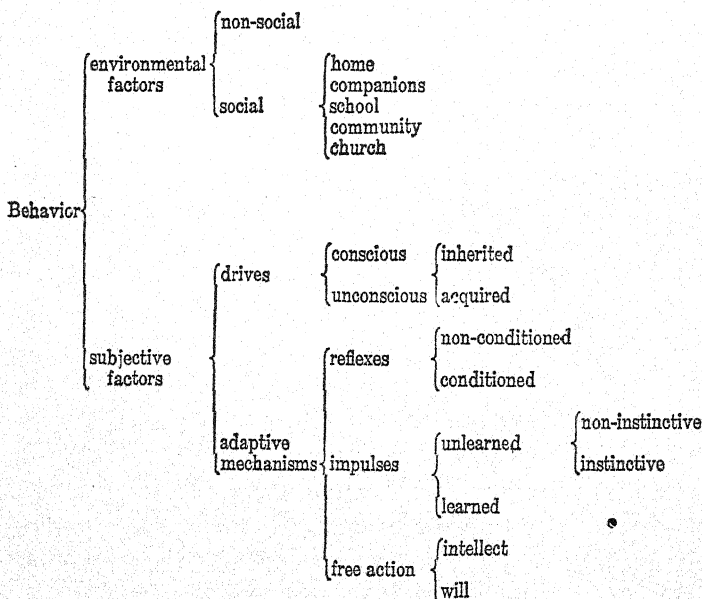 non-social
environmental
factors
home
companions
social
school
community
church
Behavior
conscious
inherited
drives
unconscious
acquired
non-conditioned
subjective
factors
reflexes
conditioned
non-instinctive
adaptive
mechanisms
unlearned
impulses
instinctive
learned
intellect
free action
will